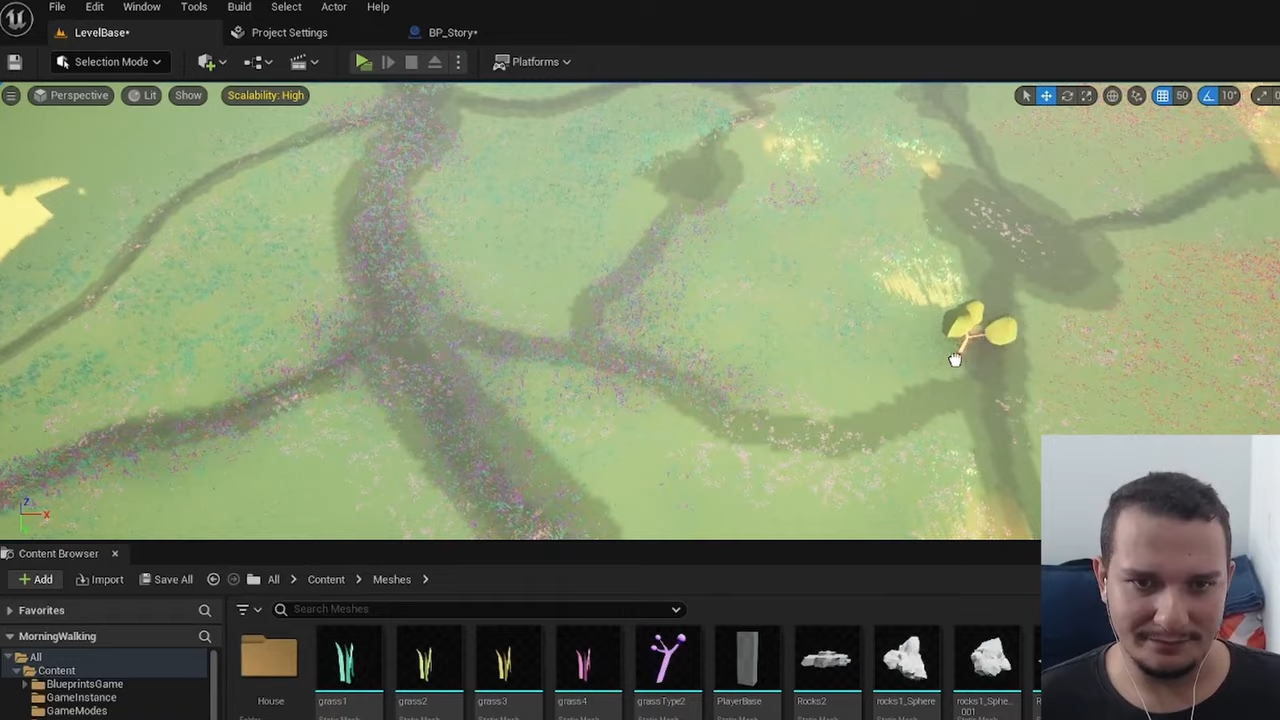 File Edit Window Tools Build Select Actor Help
LevelBase* Project Settings BP_Story*
Selection Mode Platforms
Perspective Lit Show Scalability: High 50 10°
Z
X
Content Browser
Add Import Save All All Content Meshes
Favorites Search Meshes
MorningWalking
All
Content
BlueprintsGame
GameInstance
GameModes
House grass1 grass2 grass3 grass4 grassType2 PlayerBase Rocks2 rocks1_Sphere rocks1_Sphe...
001